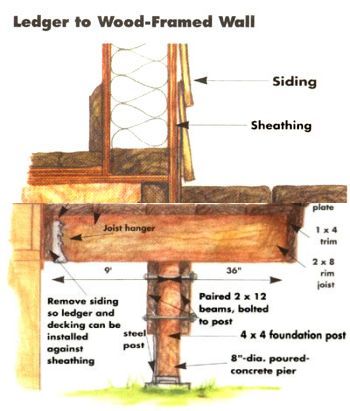 Ledger to Wood-Framed Wall
Siding
Sheathing
plate
1 x 4
trim
Joist hanger
2 x 8
rim
joist
9'
36"
Remove siding
so ledger and
decking can be
installed
against
sheathing
steel
post
Paired 2 x 12
beams, bolted
to post
4 x 4 foundation post
8"-dia. poured-
concrete pier